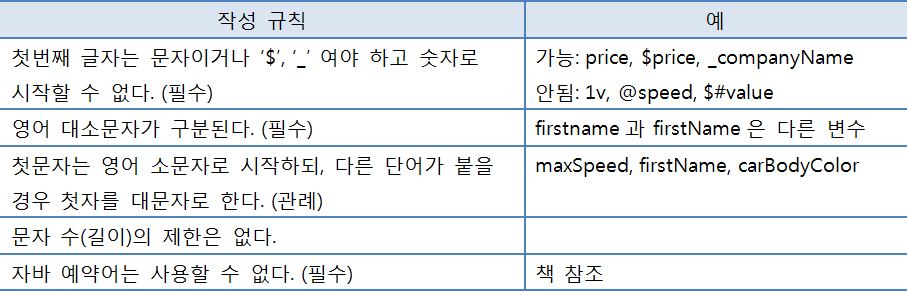 작성 규칙
예
첫번째 글자는 문자이거나 '$', '_' 여야 하고 숫자로
시작할 수 없다. (필수)
가능: price, $price, _companyName
안됨: 1v, @speed, $#value
영어 대소문자가 구분된다. (필수)
firstname 과 firstName 은 다른 변수
첫문자는 영어 소문자로 시작하되, 다른 단어가 붙을
경우 첫자를 대문자로 한다. (관례)
maxSpeed, firstName, carBodyColor
문자 수(길이)의 제한은 없다.
자바 예약어는 사용할 수 없다. (필수)
책 참조